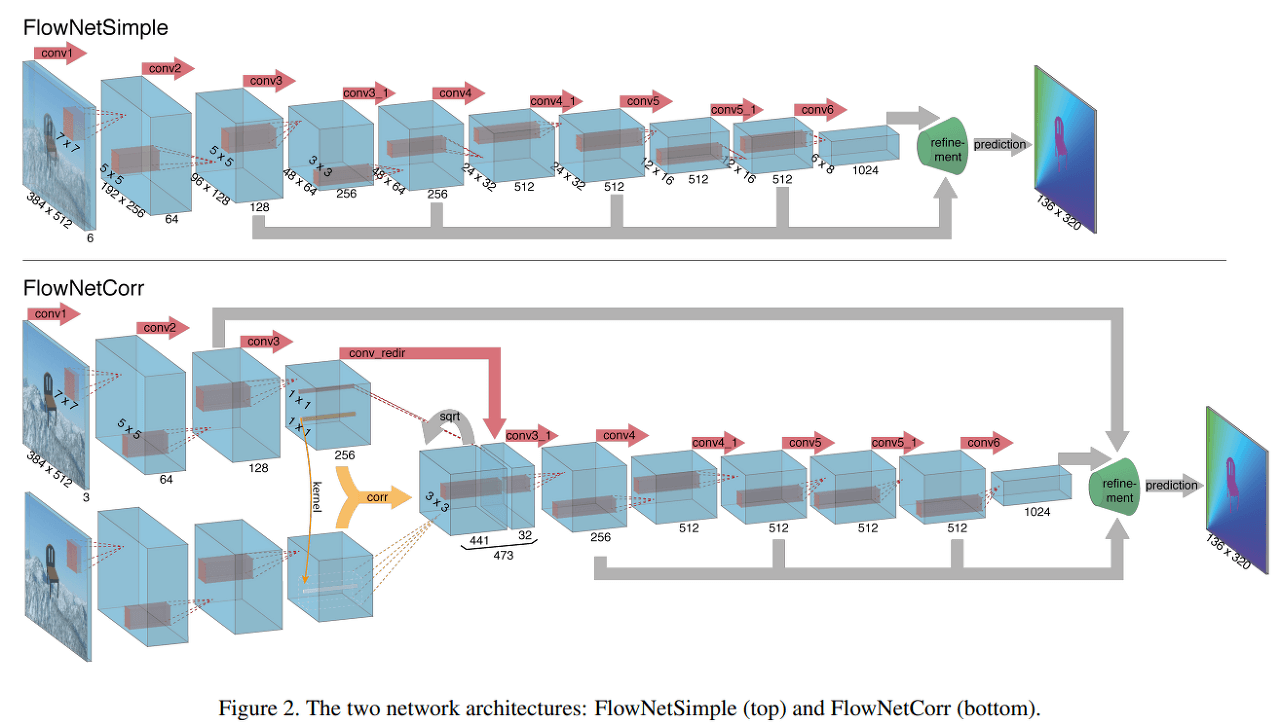 FlowNetSimple
conv1
conv2
conv3
conv3_1
conv4
conv4_1
conv5
conv5_1
conv6
7 x 7
384 x 512
6
5 x 5
192 x 256
64
5 x 5
96 x 128
128
3 x 3
48 x 64
256
48 x 64
256
24 x 32
512
24 x 32
512
12 x 16
512
12 x 16
512
6 x 8
1024
refine-
ment
prediction
136 x 320
FlowNetCorr
conv1
conv2
conv3
conv_redir
7 x 7
384 x 512
3
5 x 5
64
128
1 x 1
1 x 1
256
kernel
corr
sqrt
conv3_1
conv4
conv4_1
conv5
conv5_1
conv6
3 x 3
441
32
473
256
512
512
512
512
1024
refine-
ment
prediction
136 x 320
Figure 2. The two network architectures: FlowNetSimple (top) and FlowNetCorr (bottom).